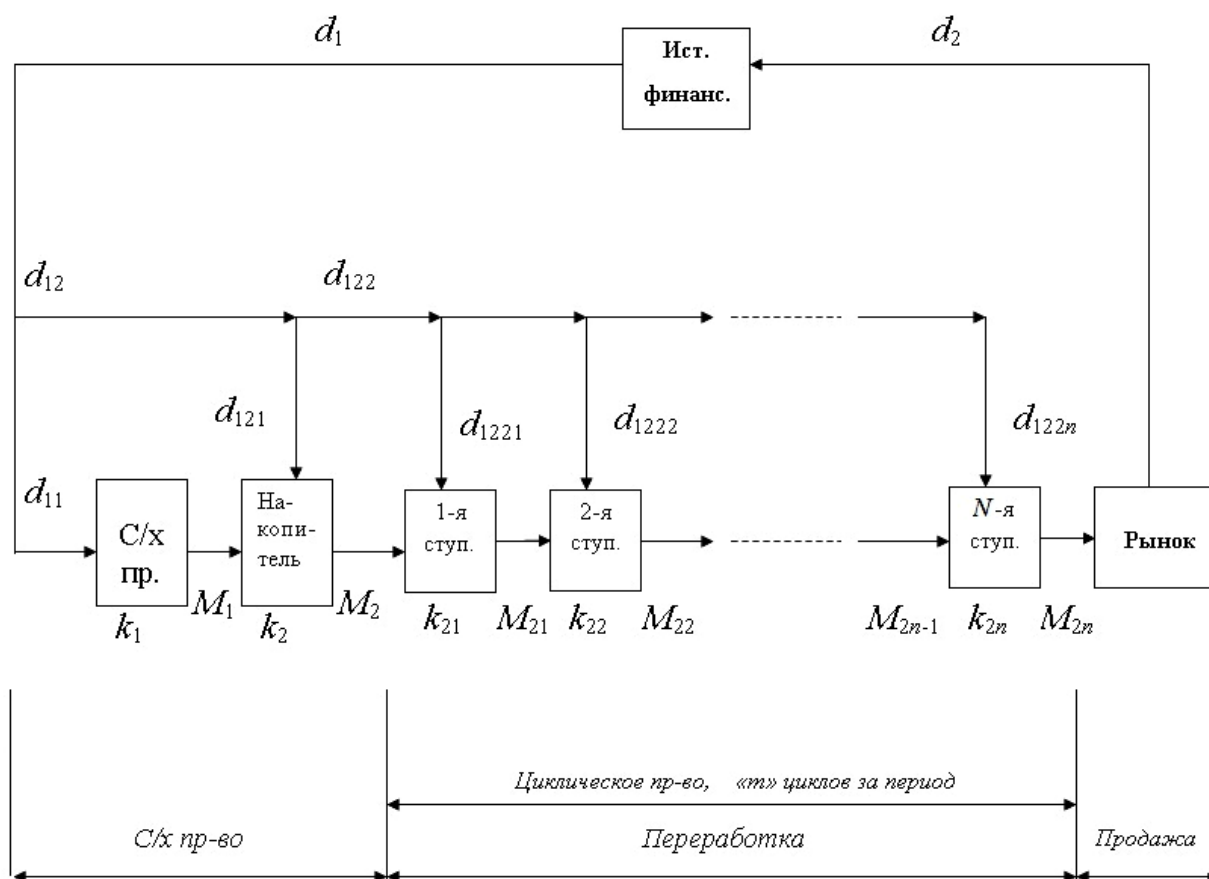 d₁
d₂
Ист.
финанс.
d₁₂
d₁₂₂
d₁₂₁
d₁₂₂₁
d₁₂₂₂
d₁₂₂ₙ
d₁₁
С/х
пр.
На-
копи-
тель
1-я
ступ.
2-я
ступ.
N-я
ступ.
Рынок
k₁
M₁
k₂
M₂
k₂₁
M₂₁
k₂₂
M₂₂
M₂ₙ₋₁
k₂ₙ
M₂ₙ
Циклическое пр-во, «m» циклов за период
С/х пр-во
Переработка
Продажа